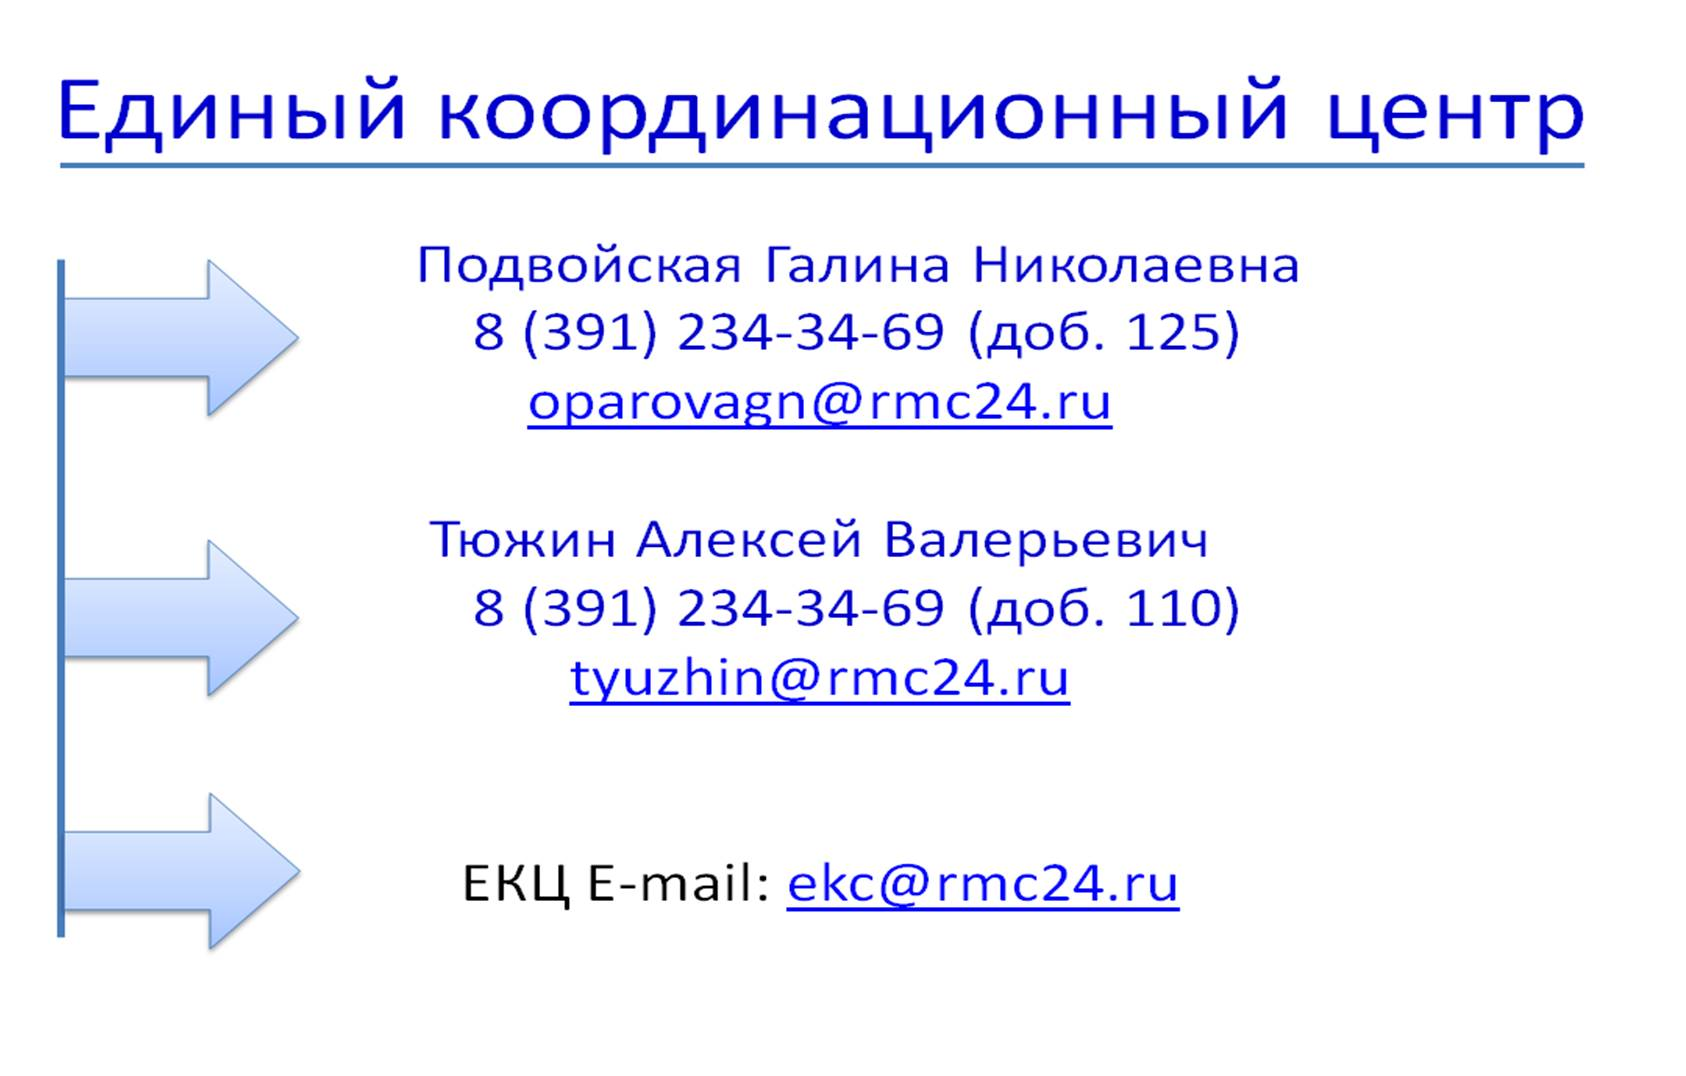 Единый координационный центр
Подвойская Галина Николаевна
8 (391) 234-34-69 (доб. 125)
oparovagn@rmc24.ru
Тюжин Алексей Валерьевич
8 (391) 234-34-69 (доб. 110)
tyuzhin@rmc24.ru
ЕКЦ E-mail: ekc@rmc24.ru